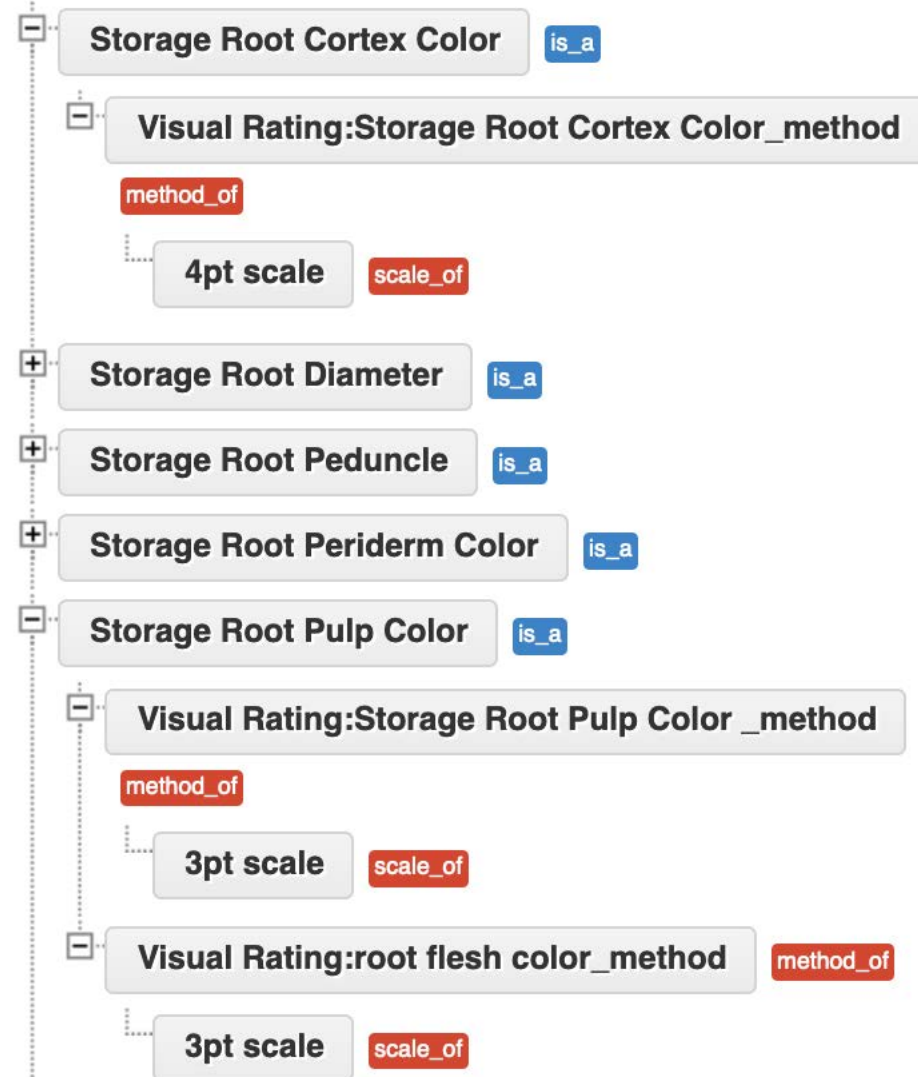 Storage Root Cortex Color is_a
Visual Rating:Storage Root Cortex Color_method
method_of
4pt scale scale_of
Storage Root Diameter is_a
Storage Root Peduncle is_a
Storage Root Periderm Color is_a
Storage Root Pulp Color is_a
Visual Rating:Storage Root Pulp Color _method
method_of
3pt scale scale_of
Visual Rating:root flesh color_method method_of
3pt scale scale_of